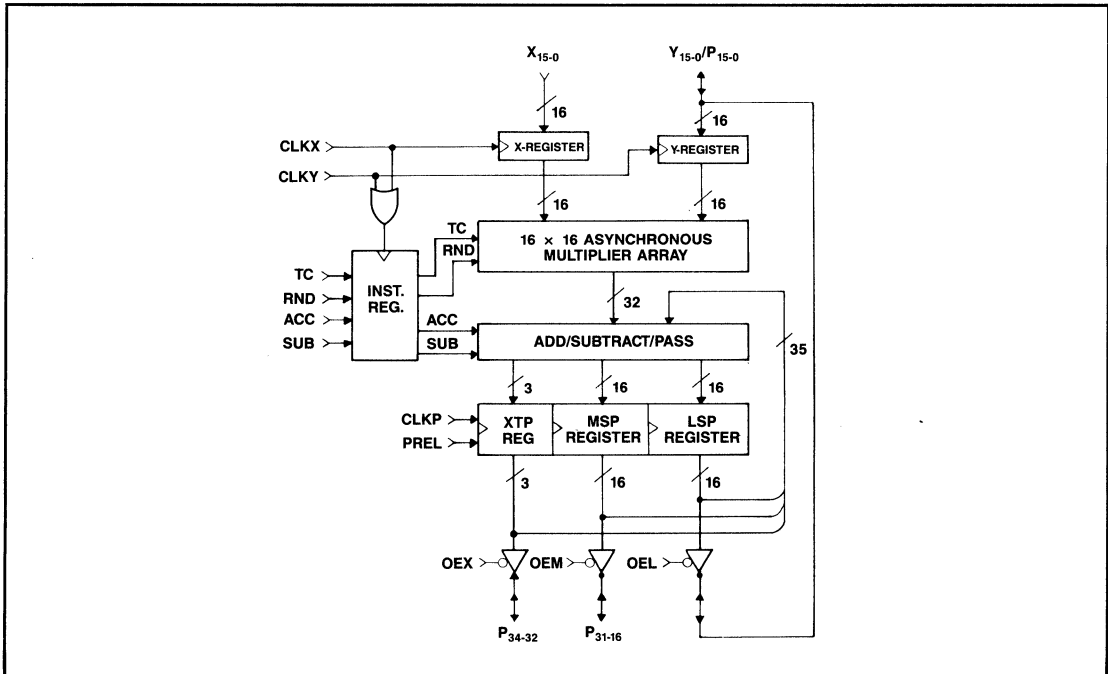 X15-0
Y15-0/P15-0
16
16
CLKX
X-REGISTER
Y-REGISTER
CLKY
16
16
TC
RND
16 × 16 ASYNCHRONOUS
MULTIPLIER ARRAY
TC
RND
ACC
SUB
INST.
REG.
32
ACC
SUB
ADD/SUBTRACT/PASS
35
3
16
16
CLKP
PREL
XTP
REG
MSP
REGISTER
LSP
REGISTER
3
16
16
OEX
OEM
OEL
P34-32
P31-16